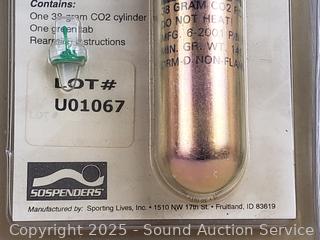 Contains:
One 38-gram CO2 cylinder
One green tab
Rearming instructions
LOT#
U01067
38 GRAM CO2
DO NOT HEAT!
MFG. 6-2001
MIN. GR. WT.
NON-FLAM
SOSPENDERS
Manufactured by: Sporting Lives, Inc. • 1510 NW 17th St. • Fruitland, ID 83619
Copyright 2025 - Sound Auction Service